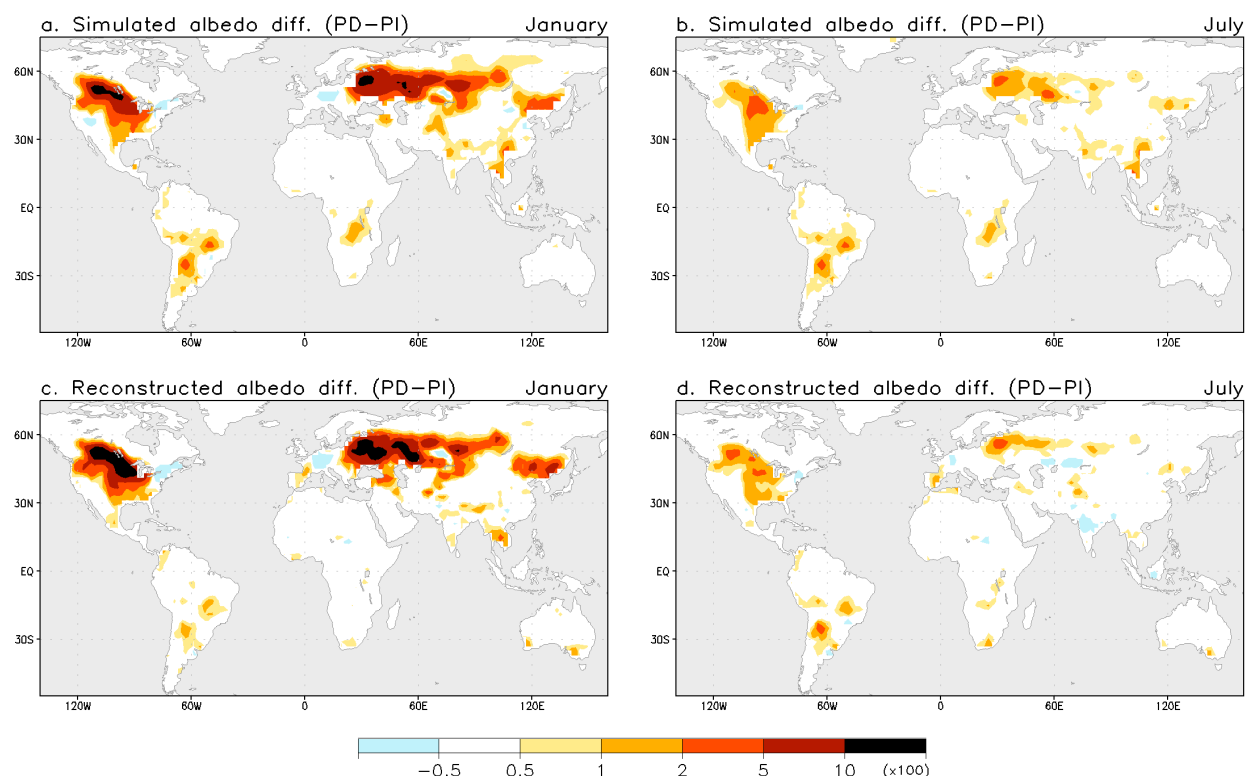 a. Simulated albedo diff. (PD-PI) January
b. Simulated albedo diff. (PD-PI) July
60N
30N
EQ
30S
120W 60W 0 60E 120E
60N
30N
EQ
30S
120W 60W 0 60E 120E
c. Reconstructed albedo diff. (PD-PI) January
d. Reconstructed albedo diff. (PD-PI) July
60N
30N
EQ
30S
120W 60W 0 60E 120E
60N
30N
EQ
30S
120W 60W 0 60E 120E
-0.5 0.5 1 2 5 10 (x100)